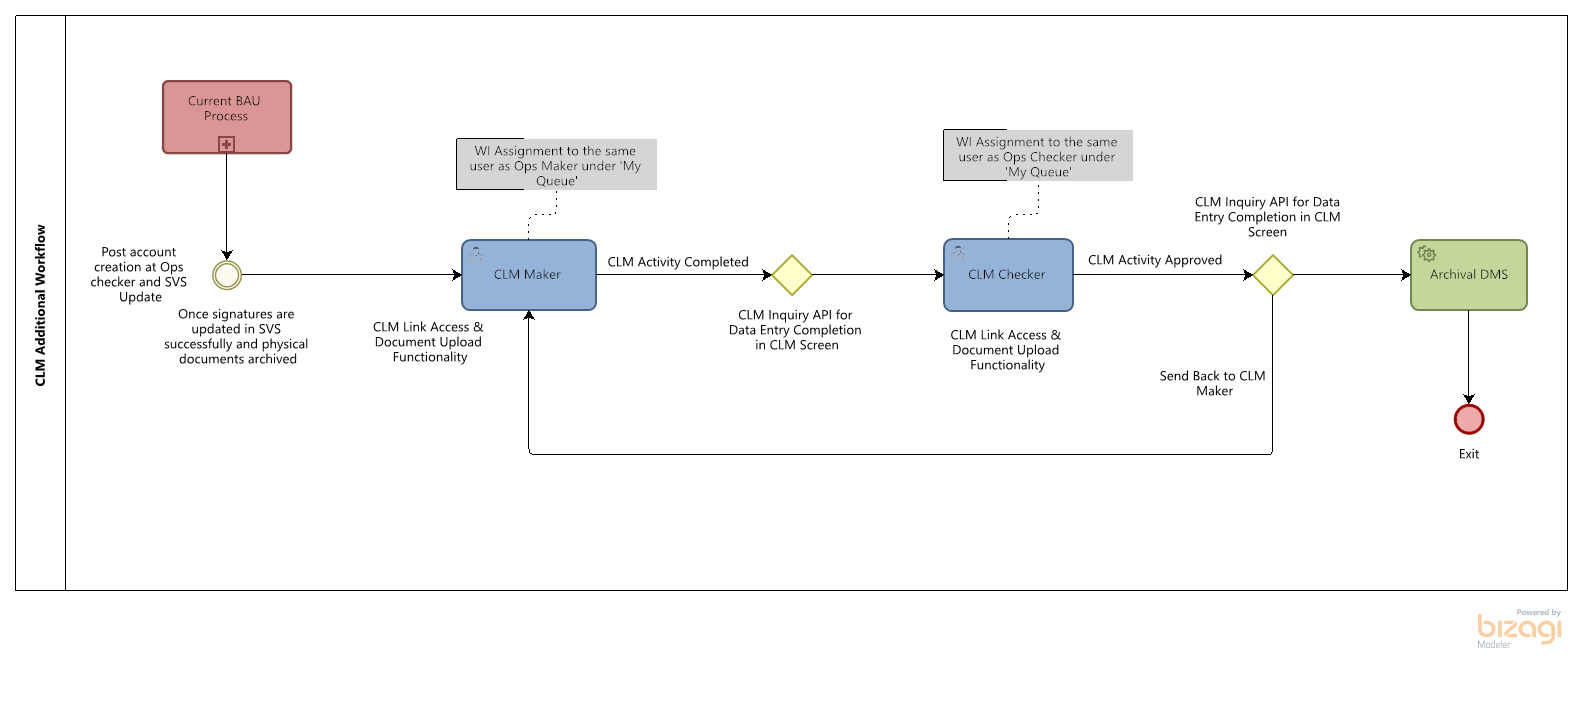 CLM Additional Workflow
Current BAU
Process
Post account
creation at Ops
checker and SVS
Update
Once signatures are
updated in SVS
successfully and physical
documents archived
WI Assignment to the same
user as Ops Maker under 'My
Queue'
CLM Maker
CLM Link Access &
Document Upload
Functionality
CLM Activity Completed
CLM Inquiry API for
Data Entry Completion
in CLM Screen
WI Assignment to the same
user as Ops Checker under
'My Queue'
CLM Checker
CLM Link Access &
Document Upload
Functionality
CLM Activity Approved
CLM Inquiry API for Data
Entry Completion in CLM
Screen
Send Back to CLM
Maker
Archival DMS
Exit
Powered by
bizagi
Modeler